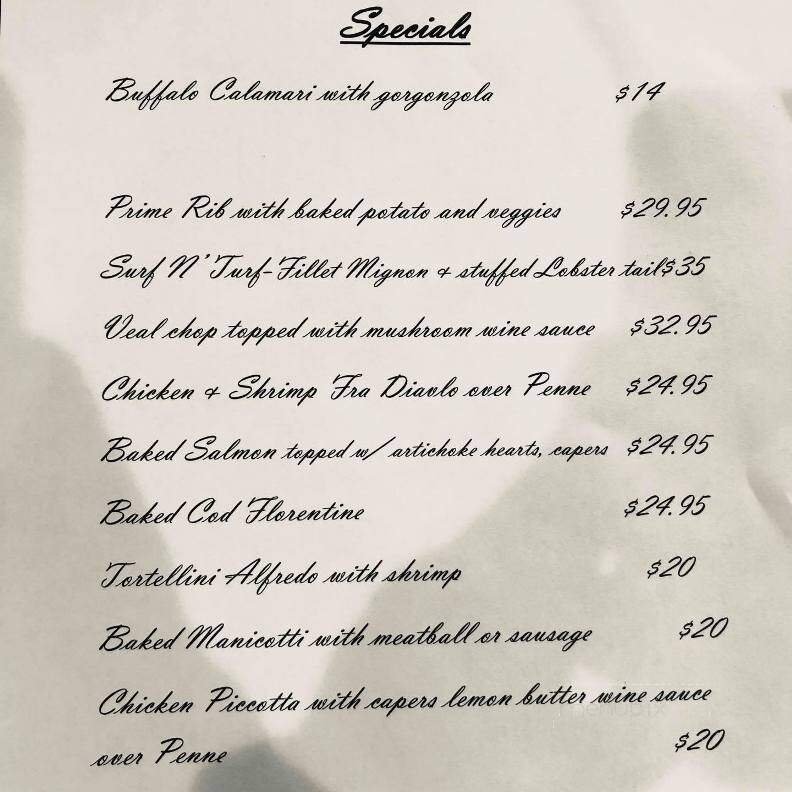 Specials
Buffalo Calamari with gorgonzola $14
Prime Rib with baked potato and veggies $29.95
Surf N' Turf-Fillet Mignon & stuffed Lobster tail$35
Veal chop topped with mushroom wine sauce $32.95
Chicken & Shrimp Fra Diavlo over Penne $24.95
Baked Salmon topped w/ artichoke hearts, capers $24.95
Baked Cod Florentine $24.95
Tortellini Alfredo with shrimp $20
Baked Manicotti with meatball or sausage $20
Chicken Piccotta with capers lemon butter wine sauce
over Penne $20